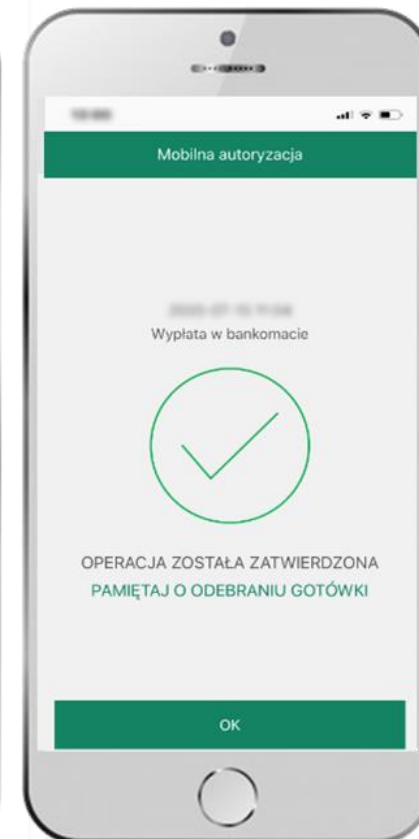 Mobilna autoryzacja
Wypłata w bankomacie
OPERACJA ZOSTAŁA ZATWIERDZONA
PAMIĘTAJ O ODEBRANIU GOTÓWKI
OK